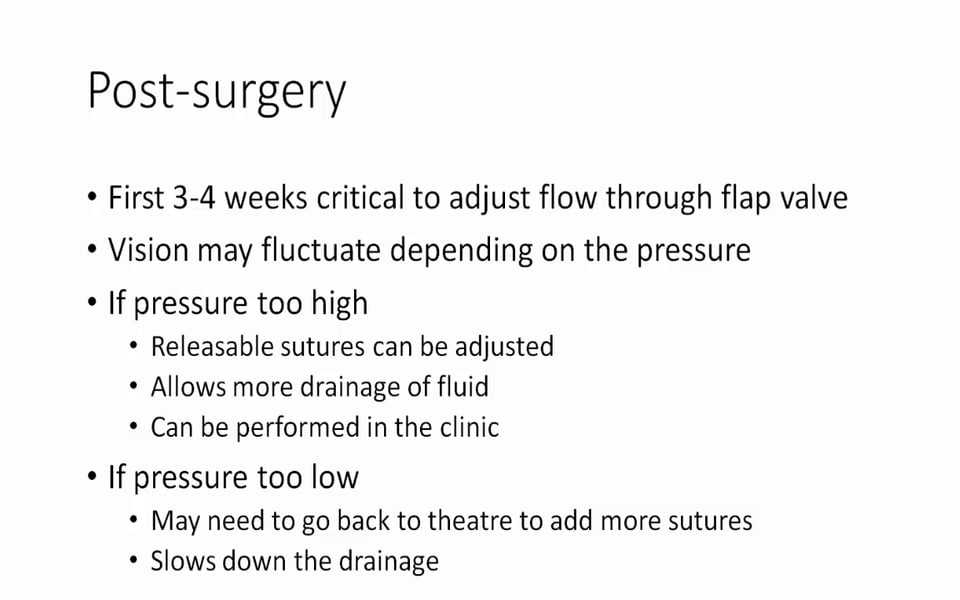 Post-surgery
• First 3-4 weeks critical to adjust flow through flap valve
• Vision may fluctuate depending on the pressure
• If pressure too high
• Releasable sutures can be adjusted
• Allows more drainage of fluid
• Can be performed in the clinic
• If pressure too low
• May need to go back to theatre to add more sutures
• Slows down the drainage